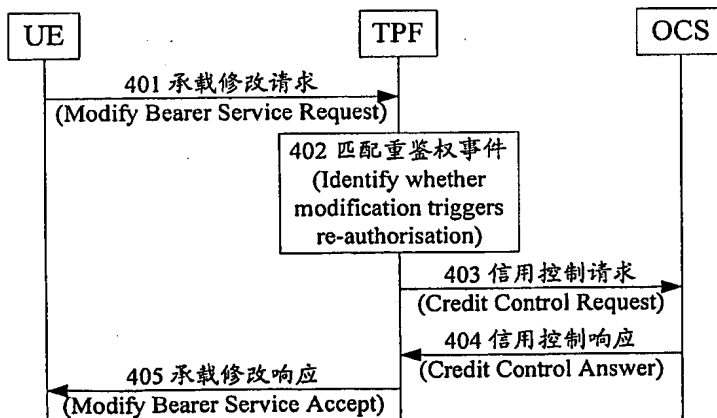 UE
TPF
OCS
401 承载修改请求
(Modify Bearer Service Request)
402 匹配重鉴权事件
(Identify whether
modification triggers
re-authorisation)
403 信用控制请求
(Credit Control Request)
404 信用控制响应
(Credit Control Answer)
405 承载修改响应
(Modify Bearer Service Accept)